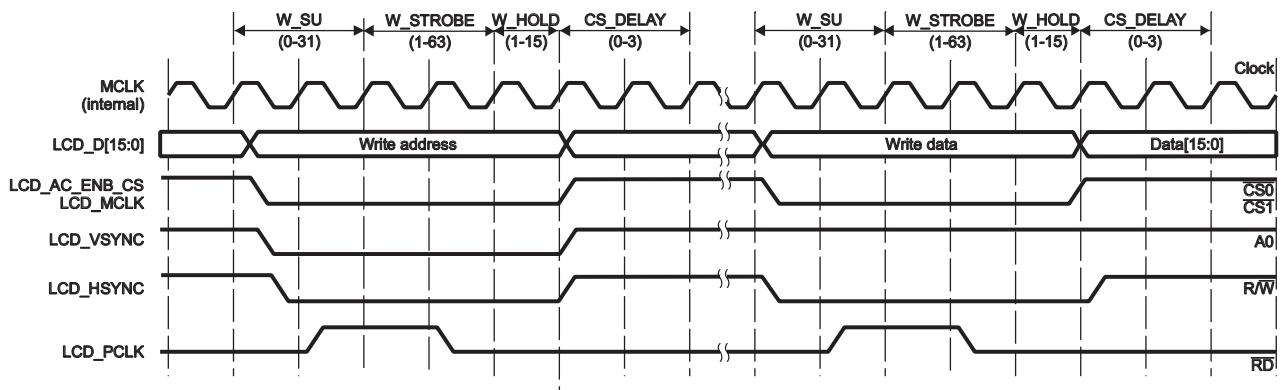 W_SU W_STROBE W_HOLD CS_DELAY W_SU W_STROBE W_HOLD CS_DELAY
(0-31) (1-63) (1-15) (0-3) (0-31) (1-63) (1-15) (0-3)
Clock
MCLK
(internal)
LCD_D[15:0] Write address Write data Data[15:0]
LCD_AC_ENB_CS CS0
LCD_MCLK CS1
LCD_VSYNC A0
LCD_HSYNC R/W
LCD_PCLK RD